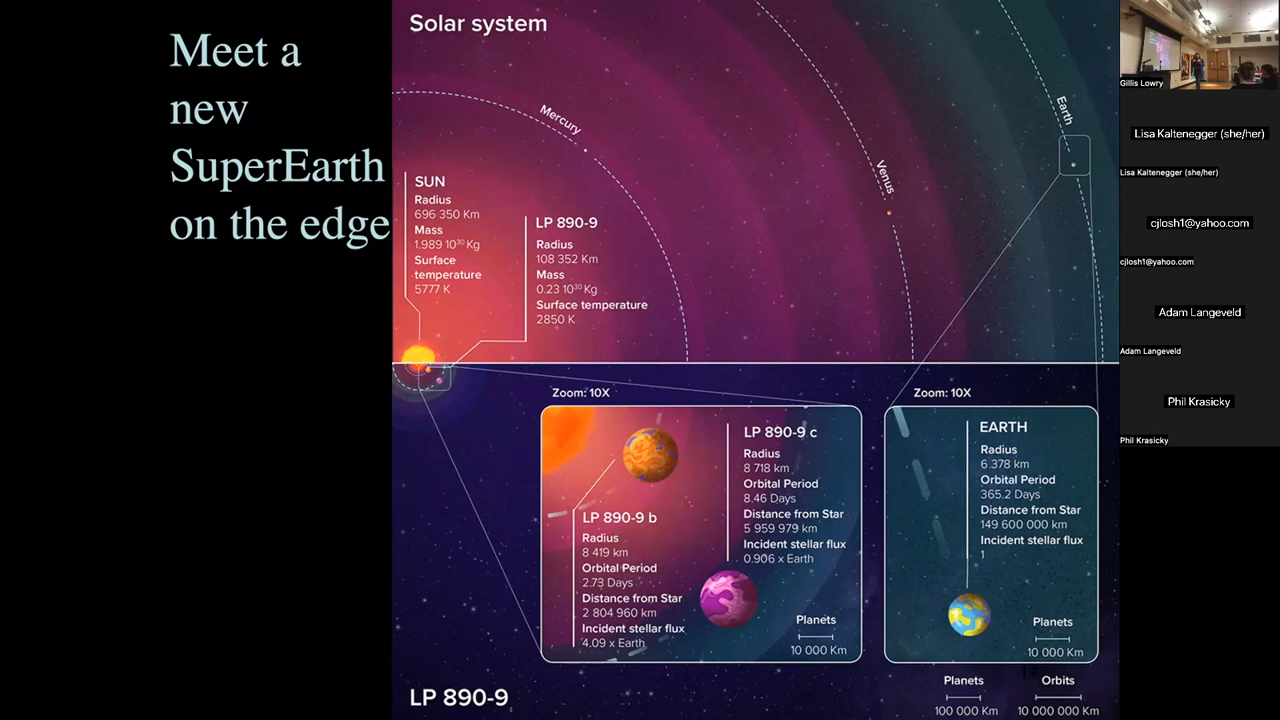 Meet a
new
SuperEarth
on the edge
Solar system
Mercury
Venus
Earth
SUN
Radius
696 350 Km
Mass
1.989 10³⁰ Kg
Surface
temperature
5777 K
LP 890-9
Radius
108 352 Km
Mass
0.23 10³⁰ Kg
Surface temperature
2850 K
Zoom: 10X
LP 890-9 b
Radius
8 419 km
Orbital Period
2.73 Days
Distance from Star
2 804 960 km
Incident stellar flux
4.09 x Earth
LP 890-9 c
Radius
8 718 km
Orbital Period
8.46 Days
Distance from Star
5 959 979 km
Incident stellar flux
0.906 x Earth
Planets
10 000 Km
Zoom: 10X
EARTH
Radius
6.378 km
Orbital Period
365.2 Days
Distance from Star
149 600 000 km
Incident stellar flux
1
Planets
10 000 Km
LP 890-9
Planets
100 000 Km
Orbits
10 000 000 Km
Gillis Lowry
Lisa Kaltenegger (she/her)
Lisa Kaltenegger (she/her)
cjlosh1@yahoo.com
cjlosh1@yahoo.com
Adam Langeveld
Adam Langeveld
Phil Krasicky
Phil Krasicky